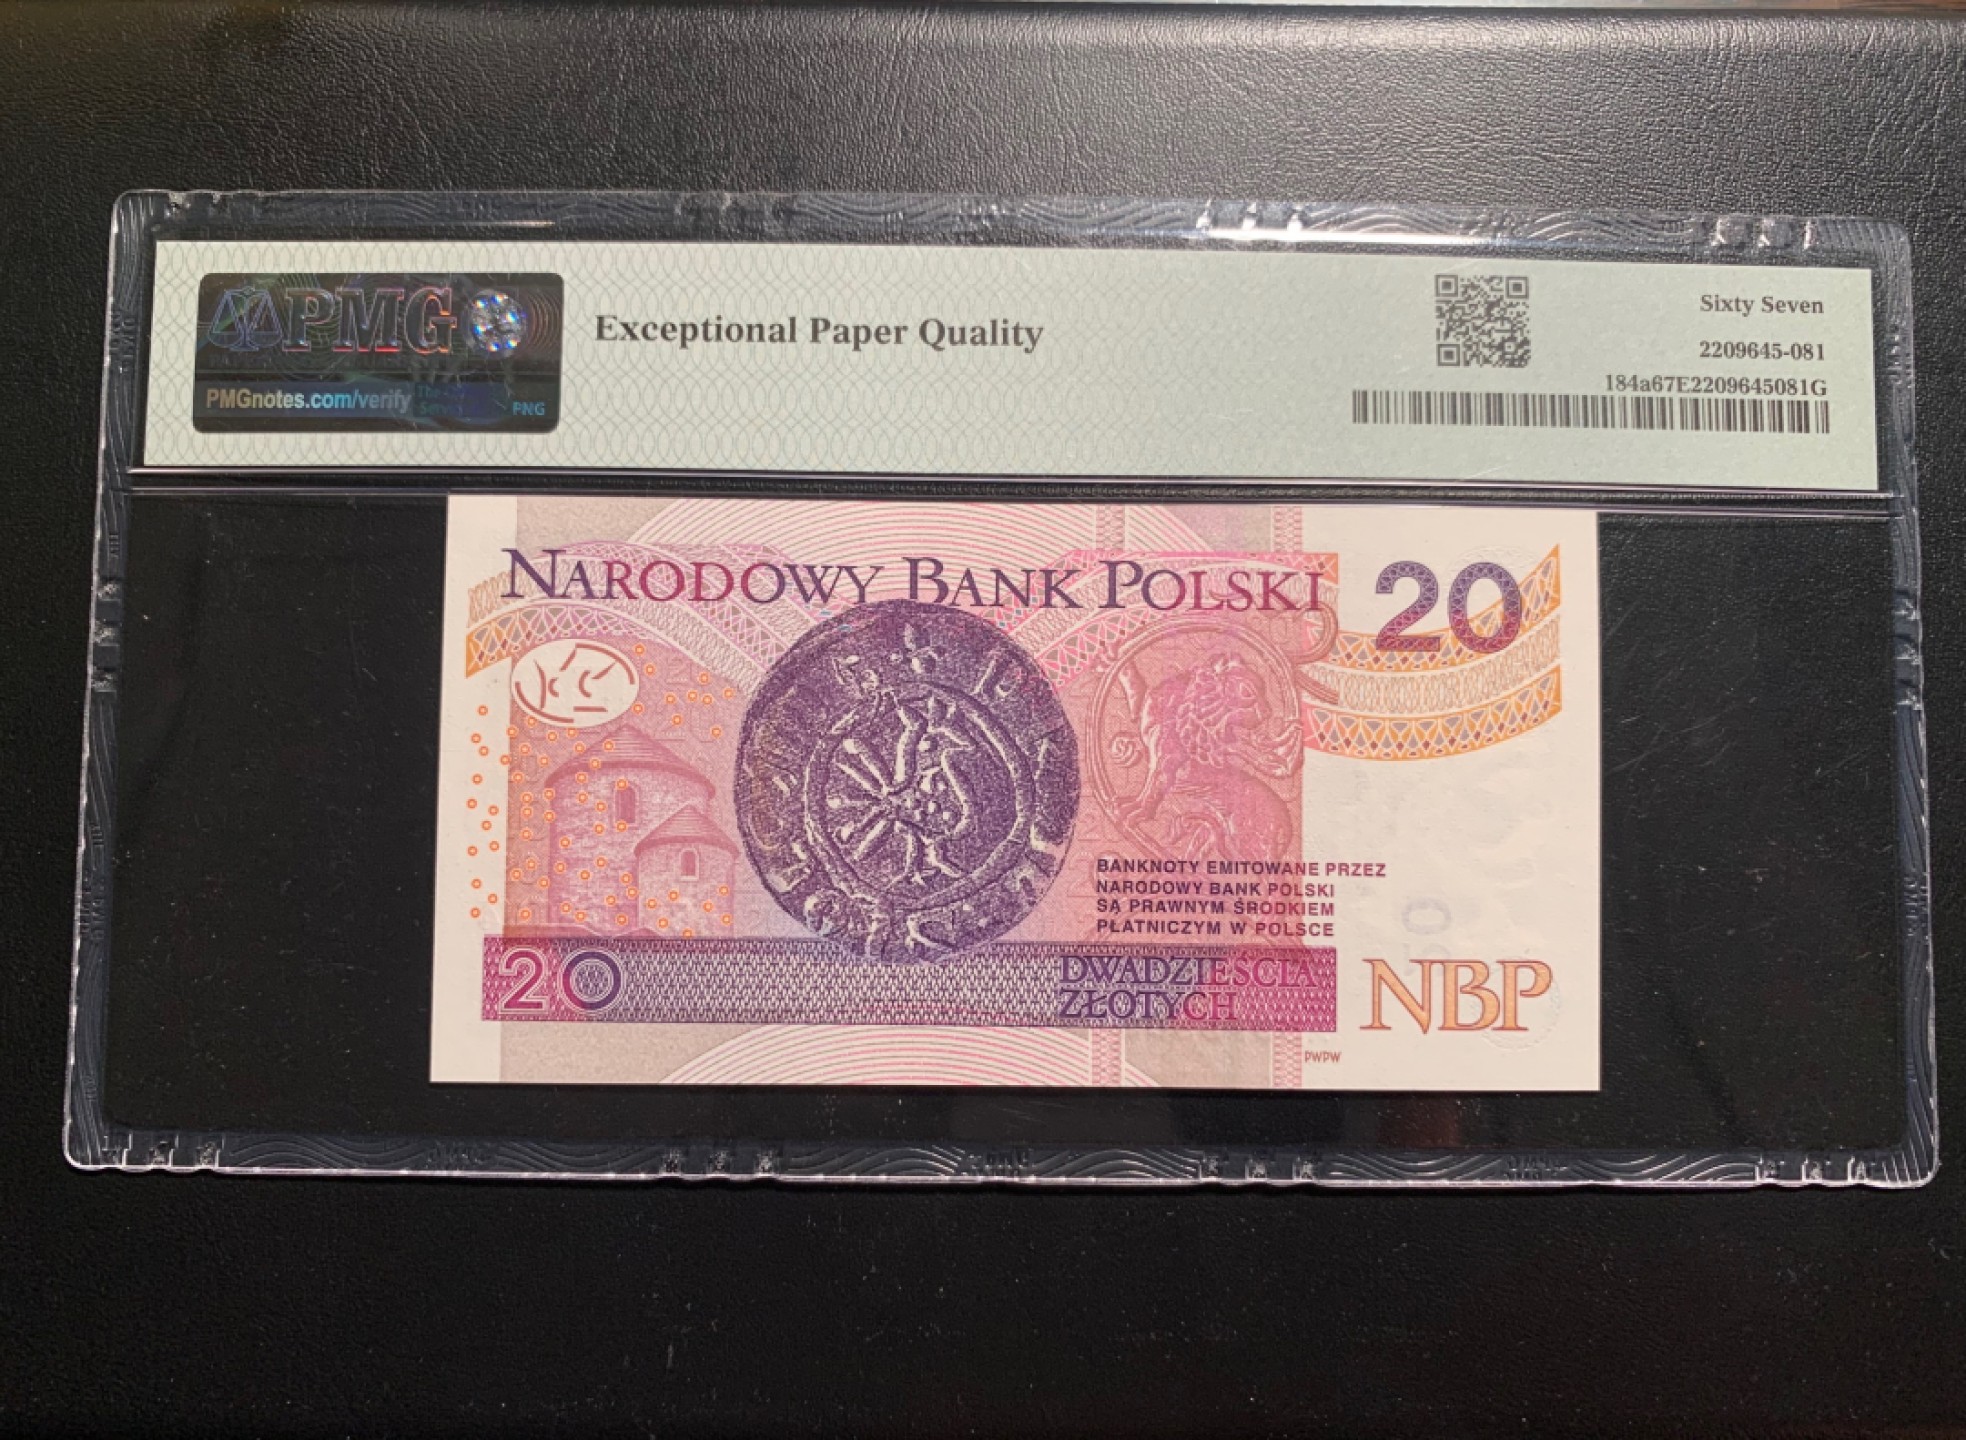 PMG
PMGnotes.com/verify
PNG
Exceptional Paper Quality
Sixty Seven
2209645-081
184a67E2209645081G
NARODOWY BANK POLSKI
20
BANKNOTY EMITOWANE PRZEZ
NARODOWY BANK POLSKI
SĄ PRAWNYM ŚRODKIEM
PŁATNICZYM W POLSCE
20
DWADZIEŚCIA
ZŁOTYCH
NBP
PWPW